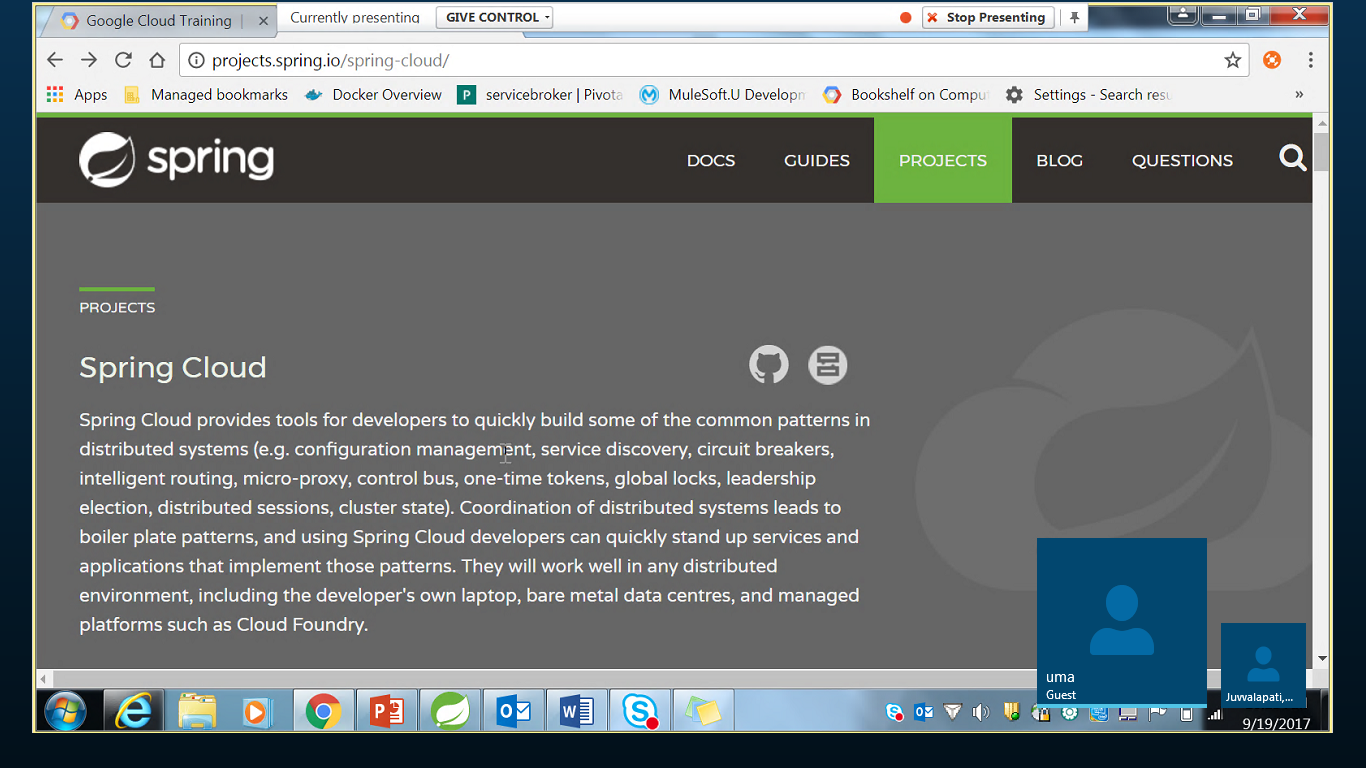 Google Cloud Training
Currently presenting
GIVE CONTROL
Stop Presenting
projects.spring.io/spring-cloud/
Apps
Managed bookmarks
Docker Overview
servicebroker | Pivota
MuleSoft.U Developm
Bookshelf on Compu
Settings - Search resu
»
spring
DOCS
GUIDES
PROJECTS
BLOG
QUESTIONS
PROJECTS
Spring Cloud
Spring Cloud provides tools for developers to quickly build some of the common patterns in
distributed systems (e.g. configuration management, service discovery, circuit breakers,
intelligent routing, micro-proxy, control bus, one-time tokens, global locks, leadership
election, distributed sessions, cluster state). Coordination of distributed systems leads to
boiler plate patterns, and using Spring Cloud developers can quickly stand up services and
applications that implement those patterns. They will work well in any distributed
environment, including the developer's own laptop, bare metal data centres, and managed
platforms such as Cloud Foundry.
uma
Guest
Juvvalapati,...
9/19/2017